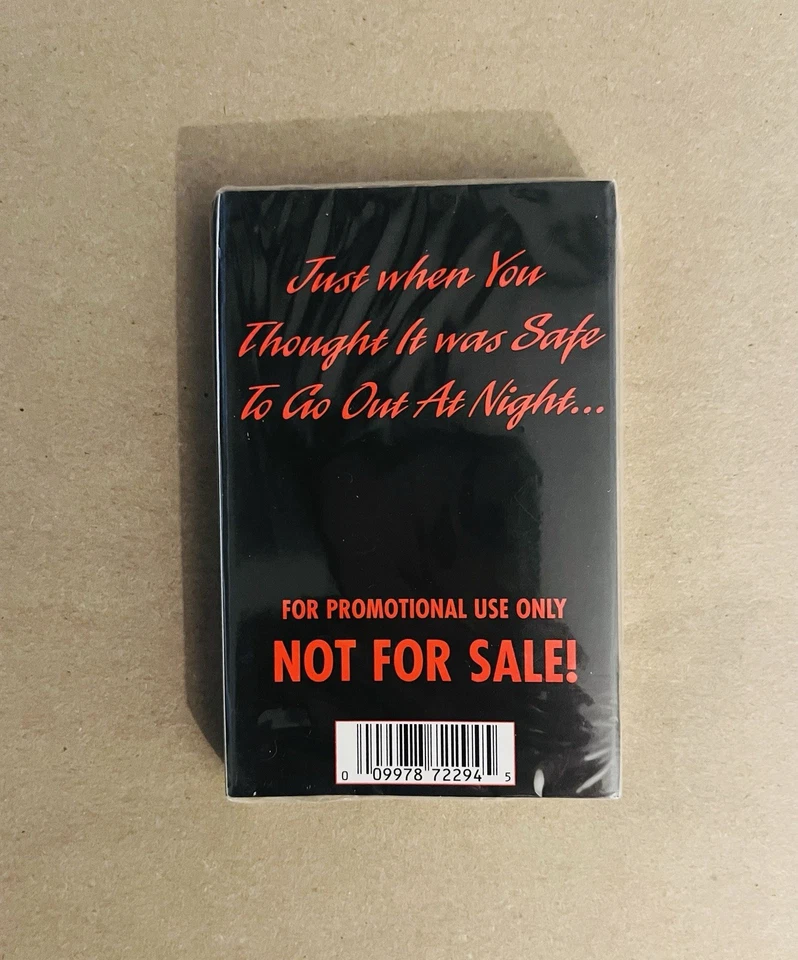 Just when You
Thought It was Safe
To Go Out At Night...
FOR PROMOTIONAL USE ONLY
NOT FOR SALE!
0 09978 72294 5